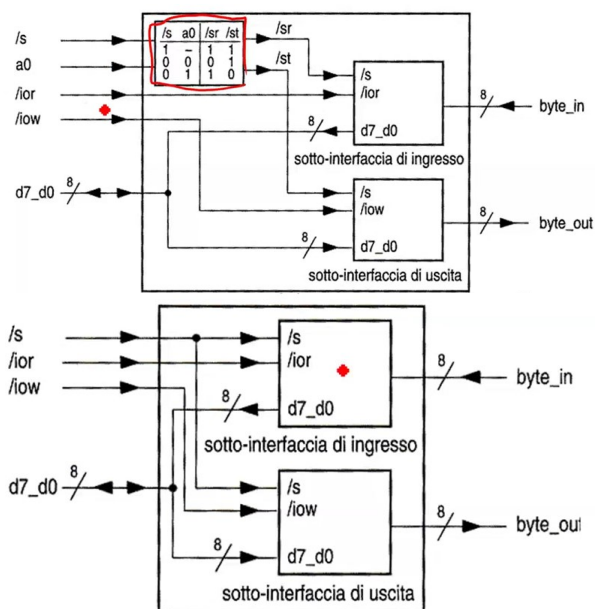 /s
a0
/ior
/iow
d7_d0 8
/s a0 /sr /st
1 – 1 1
0 0 0 1
0 1 1 0
/sr
/st
/s
/ior
d7_d0
8
8 byte_in
sotto-interfaccia di ingresso
/s
/iow
d7_d0
8
8 byte_out
sotto-interfaccia di uscita
/s
/ior
/iow
d7_d0 8
/s
/ior
d7_d0
8
8 byte_in
sotto-interfaccia di ingresso
/s
/iow
d7_d0
8
8 byte_out
sotto-interfaccia di uscita